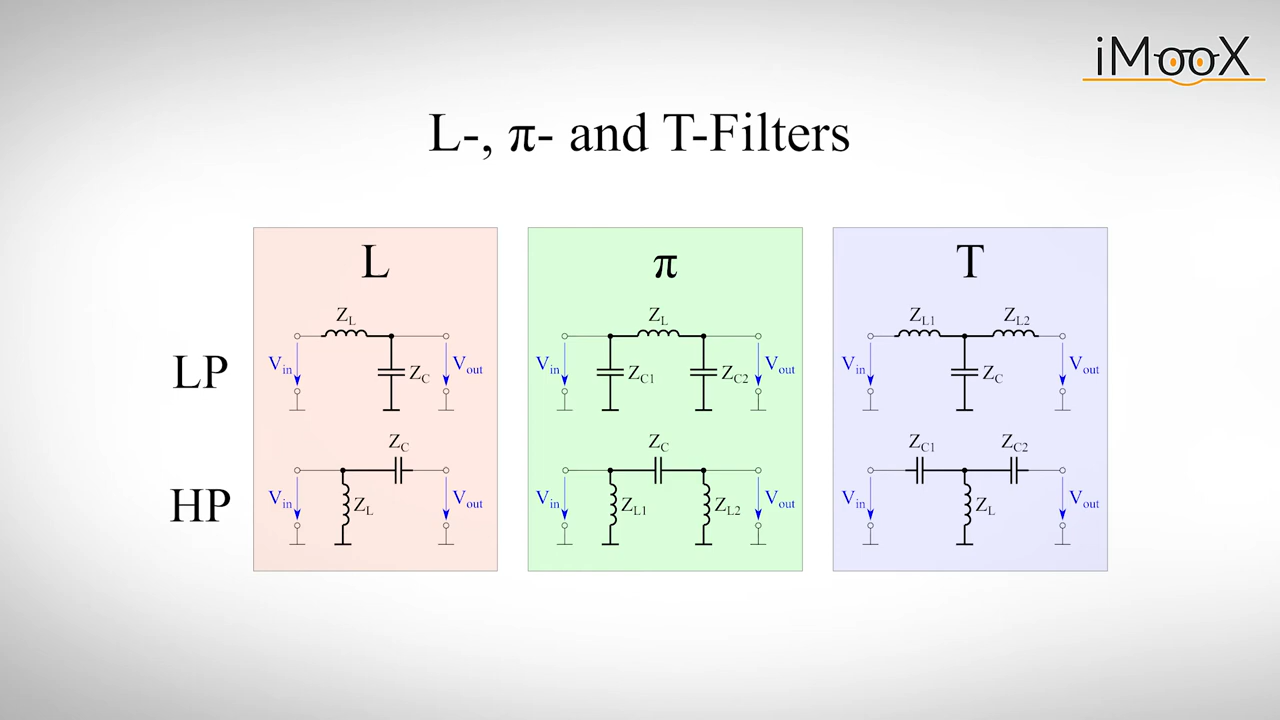 iMooX
L-, π- and T-Filters
L
π
T
LP
Z_L
V_in
Z_C
V_out
Z_L
V_in
Z_C1
Z_C2
V_out
Z_L1
Z_L2
V_in
Z_C
V_out
HP
Z_C
V_in
Z_L
V_out
Z_C
V_in
Z_L1
Z_L2
V_out
Z_C1
Z_C2
V_in
Z_L
V_out